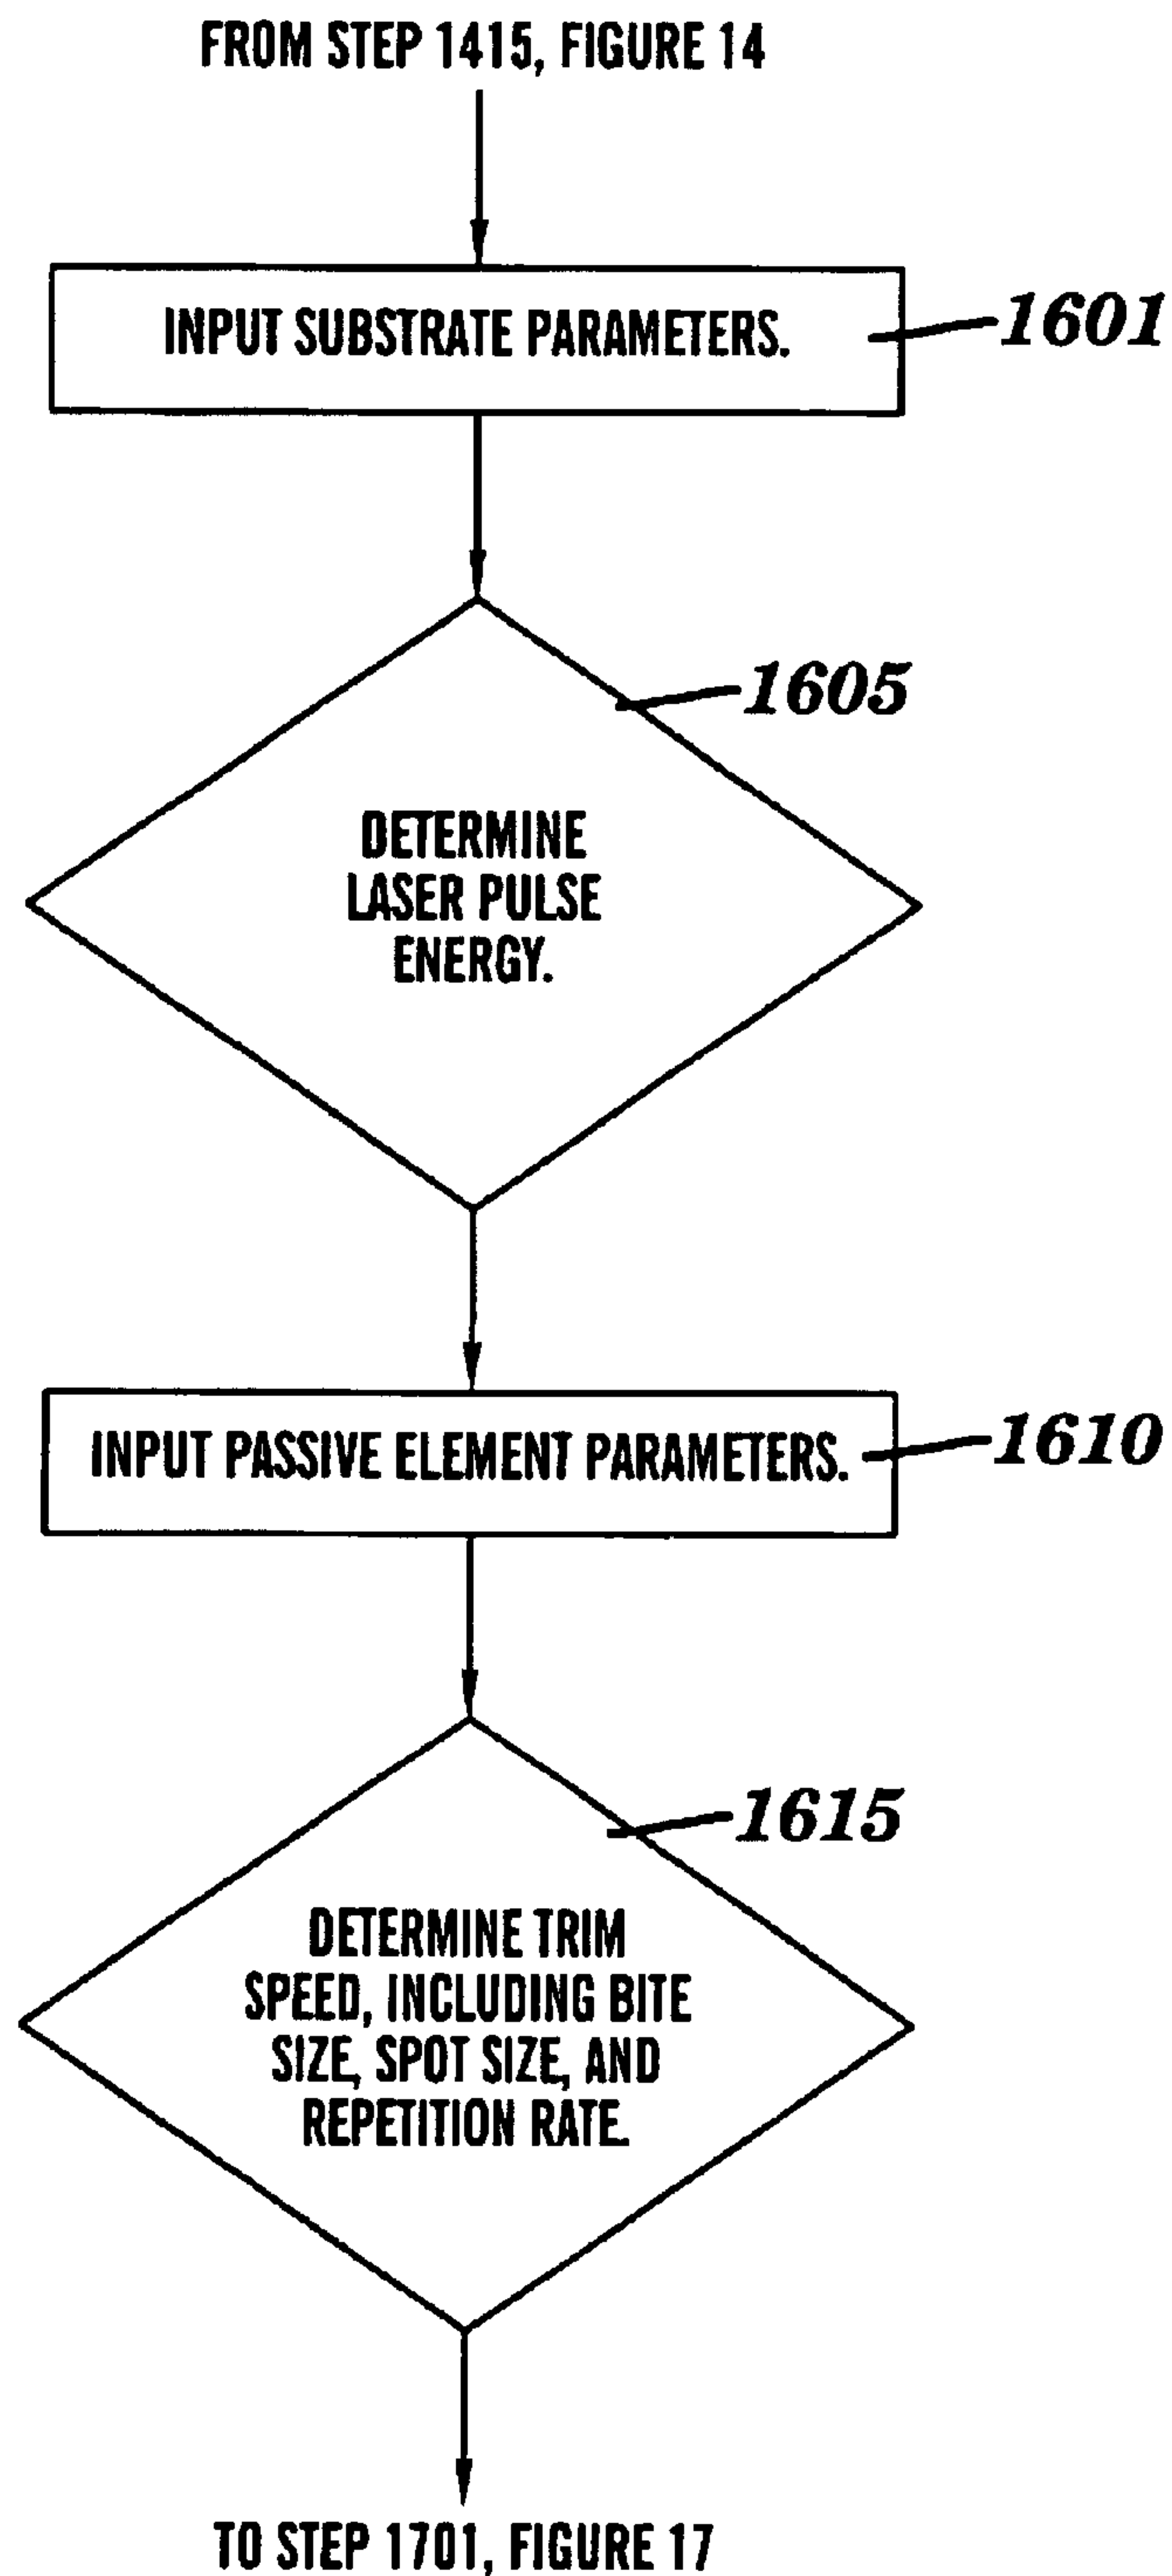 FROM STEP 1415, FIGURE 14
INPUT SUBSTRATE PARAMETERS.
1601
1605
DETERMINE
LASER PULSE
ENERGY.
INPUT PASSIVE ELEMENT PARAMETERS.
1610
1615
DETERMINE TRIM
SPEED, INCLUDING BITE
SIZE, SPOT SIZE, AND
REPETITION RATE.
TO STEP 1701, FIGURE 17